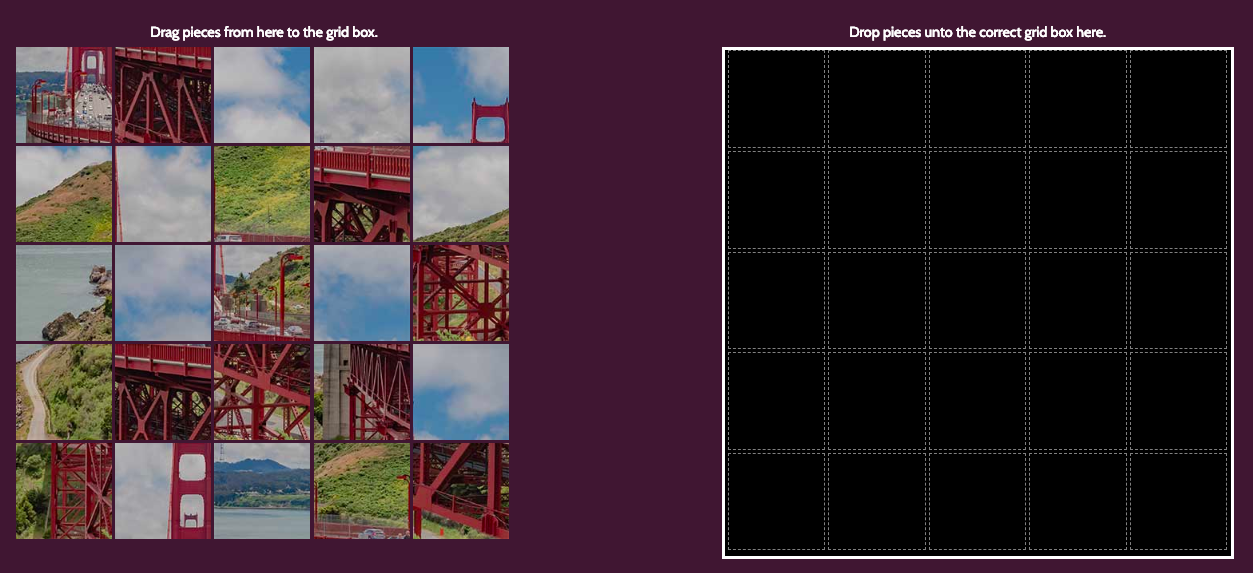 Drag pieces from here to the grid box.
Drop pieces unto the correct grid box here.